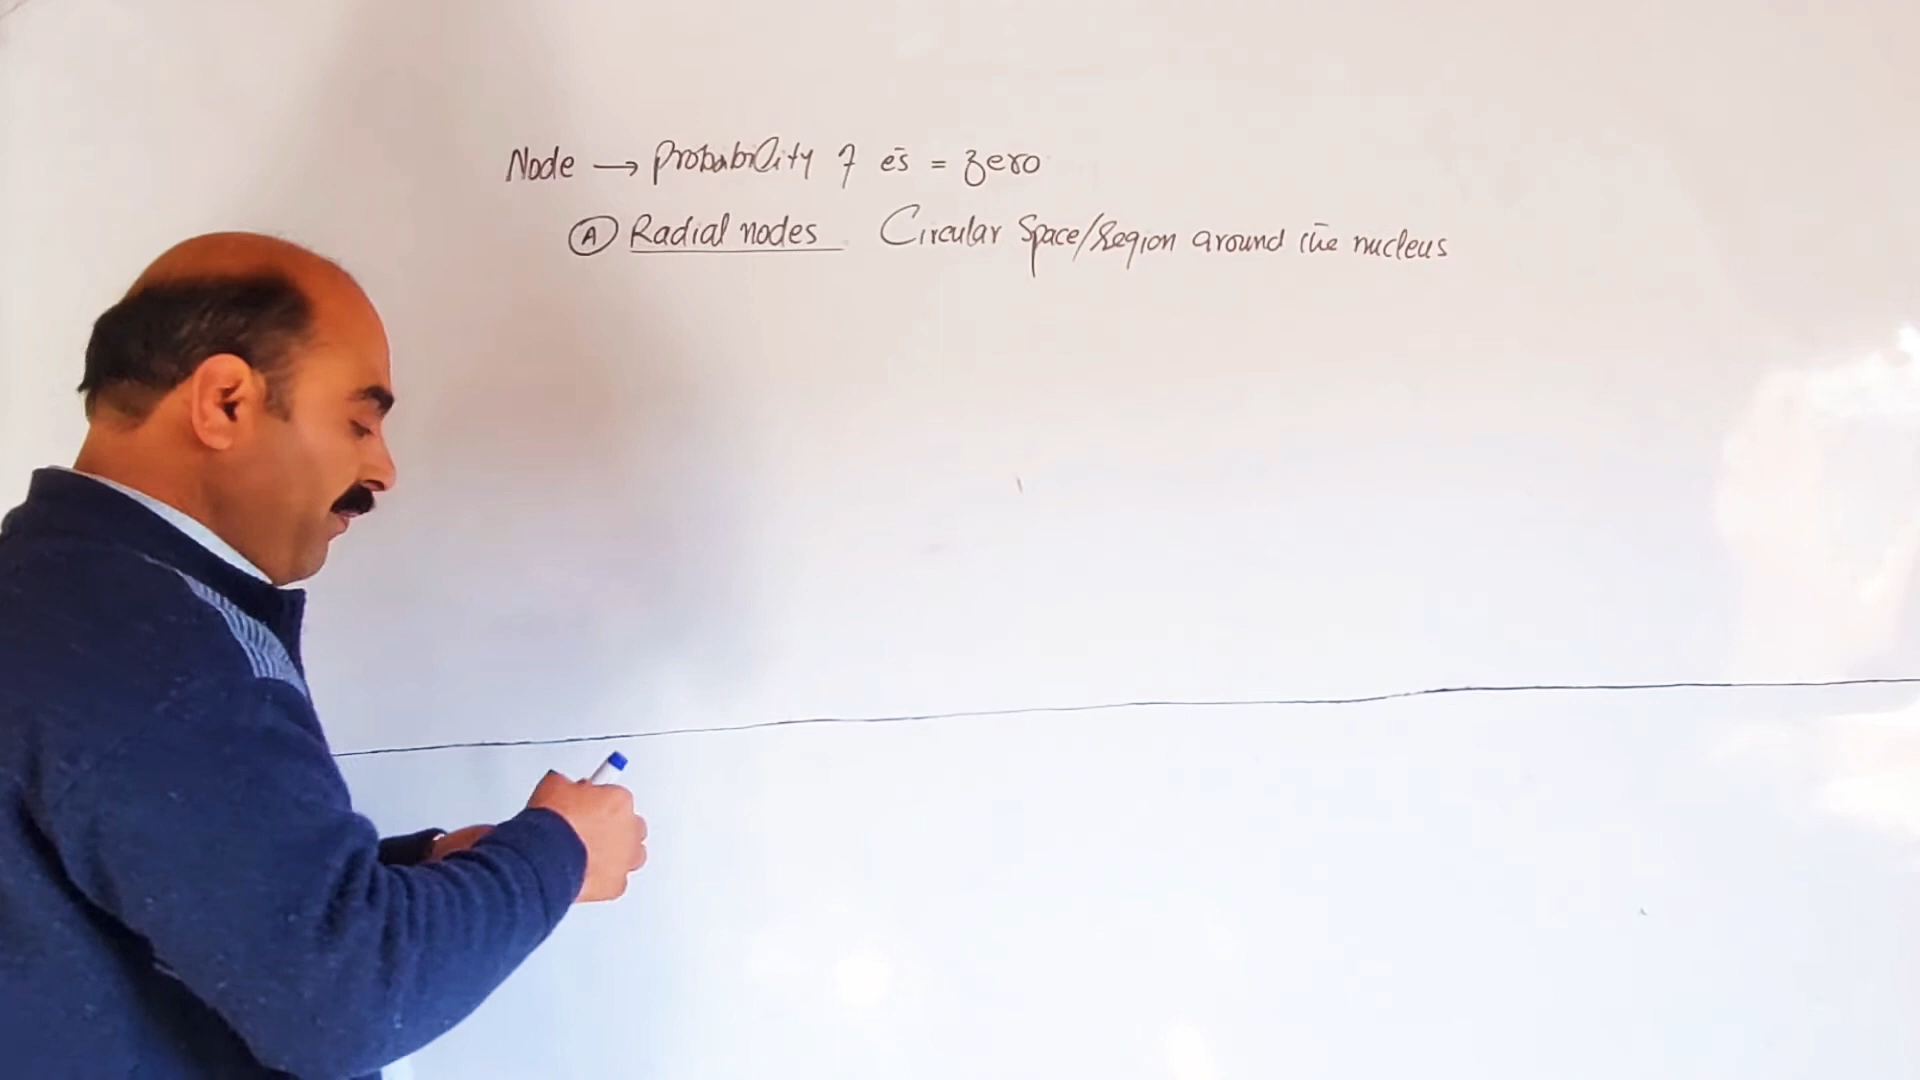 Node → Probability of es = Zero
(A) Radial nodes Circular Space/Region around the nucleus